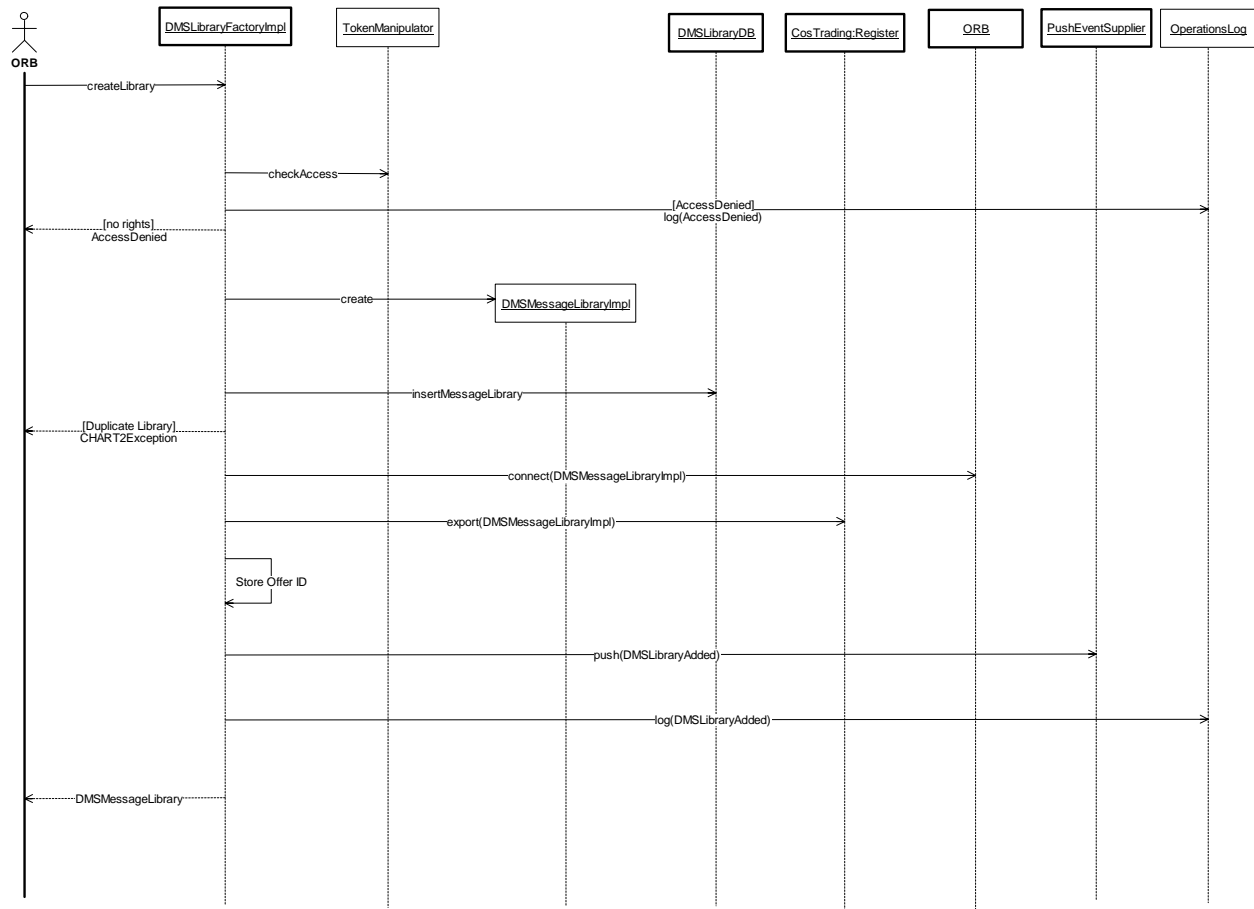 DMSLibraryFactoryImpl
TokenManipulator
DMSLibraryDB
CosTrading:Register
ORB
PushEventSupplier
OperationsLog
ORB
createLibrary
checkAccess
[AccessDenied]
log(AccessDenied)
[no rights]
AccessDenied
create
DMSMessageLibraryImpl
insertMessageLibrary
[Duplicate Library]
CHART2Exception
connect(DMSMessageLibraryImpl)
export(DMSMessageLibraryImpl)
Store Offer ID
push(DMSLibraryAdded)
log(DMSLibraryAdded)
DMSMessageLibrary